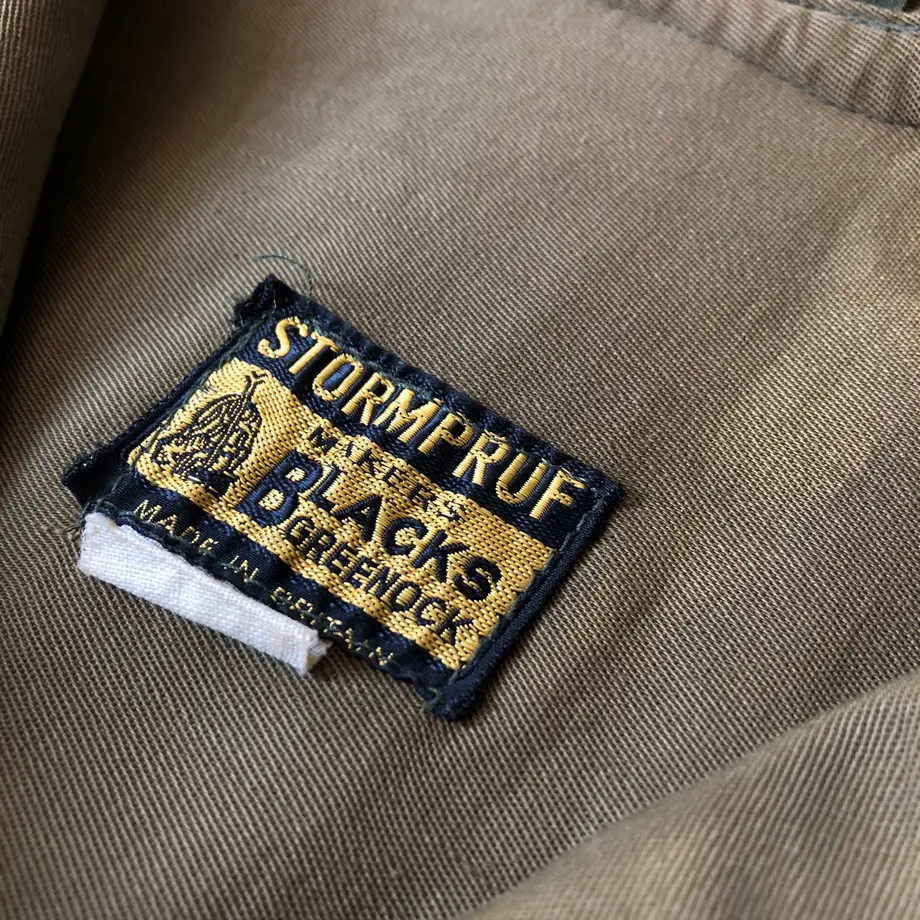 STORMPRUF
MAKERS
BLACKS
GREENOCK
MADE IN BRITAIN